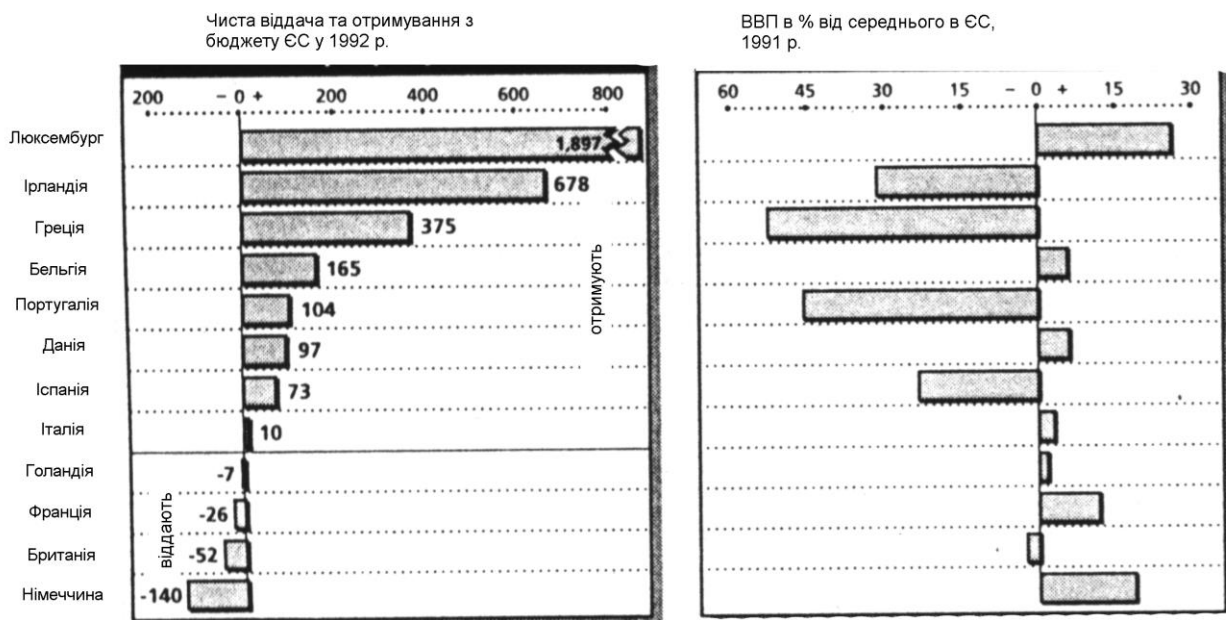 Чиста віддача та отримування з
бюджету ЄС у 1992 р.
ВВП в % від середнього в ЄС,
1991 р.
200 – 0 + 200 400 600 800
60 45 30 15 – 0 + 15 30
Люксембург 1,897
Ірландія 678
Греція 375
Бельгія 165
Португалія 104
Данія 97
Іспанія 73
Італія 10
отримують
Голандія -7
Франція -26
Британія -52
Німеччина -140
віддають